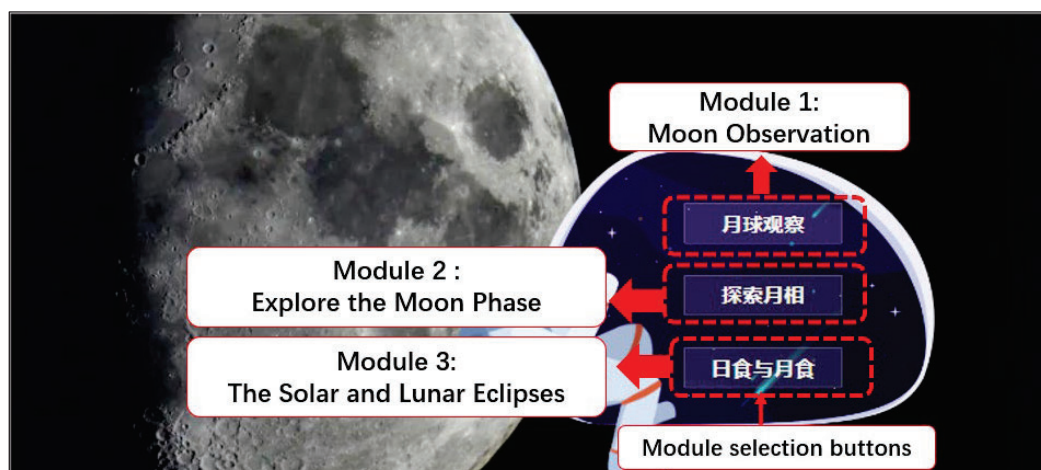 Module 1:
Moon Observation
月球观察
Module 2 :
Explore the Moon Phase
探索月相
Module 3:
The Solar and Lunar Eclipses
日食与月食
Module selection buttons